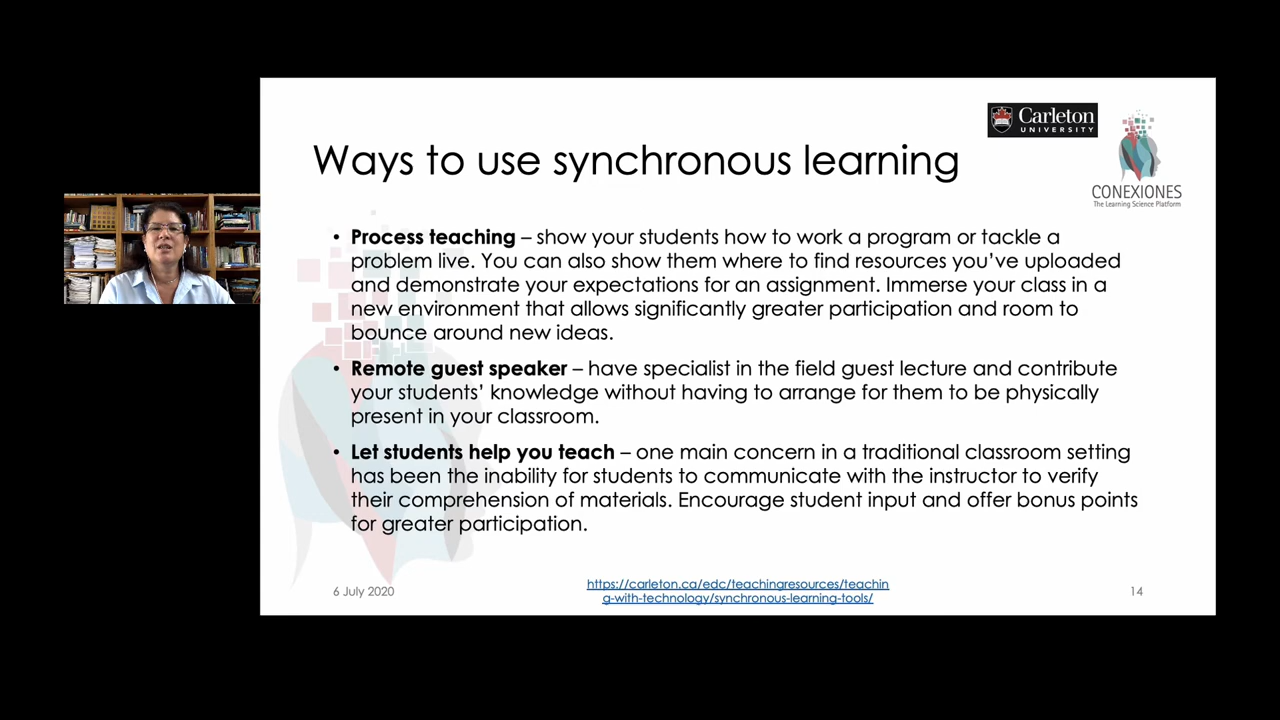 Carleton
UNIVERSITY
CONEXIONES
The Learning Science Platform
Ways to use synchronous learning
• Process teaching – show your students how to work a program or tackle a
problem live. You can also show them where to find resources you’ve uploaded
and demonstrate your expectations for an assignment. Immerse your class in a
new environment that allows significantly greater participation and room to
bounce around new ideas.
• Remote guest speaker – have specialist in the field guest lecture and contribute
your students’ knowledge without having to arrange for them to be physically
present in your classroom.
• Let students help you teach – one main concern in a traditional classroom setting
has been the inability for students to communicate with the instructor to verify
their comprehension of materials. Encourage student input and offer bonus points
for greater participation.
6 July 2020
https://carleton.ca/edc/teachingresources/teachin
g-with-technology/synchronous-learning-tools/
14